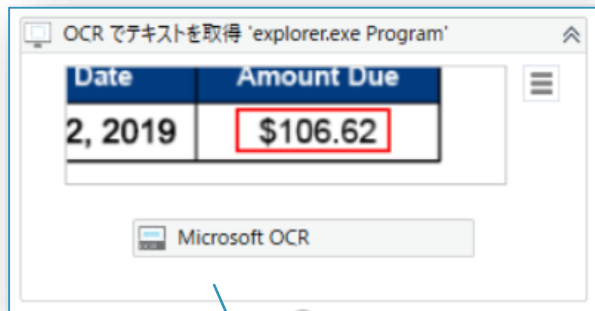 OCR でテキストを取得 'explorer.exe Program'
Date Amount Due
2, 2019 $106.62
Microsoft OCR